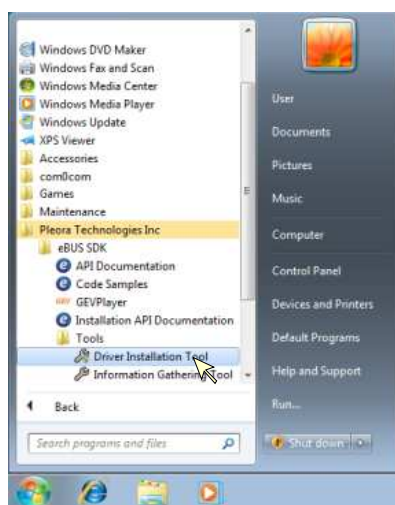 Windows DVD Maker
Windows Fax and Scan
Windows Media Center
Windows Media Player
Windows Update
XPS Viewer
Accessories
com0com
Games
Maintenance
Pleora Technologies Inc
eBUS SDK
API Documentation
Code Samples
GEVPlayer
Installation API Documentation
Tools
Driver Installation Tool
Information Gathering Tool
Back
Search programs and files
User
Documents
Pictures
Music
Computer
Control Panel
Devices and Printers
Default Programs
Help and Support
Run...
Shut down